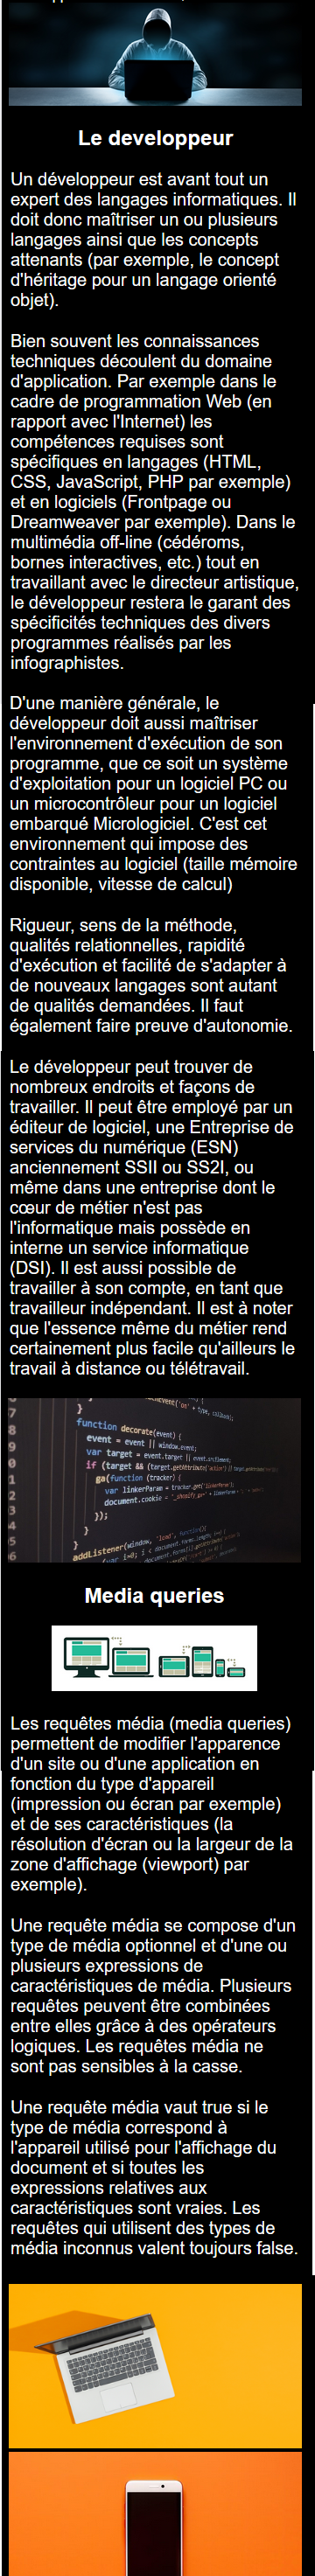 Le developpeur
Un développeur est avant tout un
expert des langages informatiques. Il
doit donc maîtriser un ou plusieurs
langages ainsi que les concepts
attenants (par exemple, le concept
d'héritage pour un langage orienté
objet).
Bien souvent les connaissances
techniques découlent du domaine
d'application. Par exemple dans le
cadre de programmation Web (en
rapport avec l'Internet) les
compétences requises sont
spécifiques en langages (HTML,
CSS, JavaScript, PHP par exemple)
et en logiciels (Frontpage ou
Dreamweaver par exemple). Dans le
multimédia off-line (cédéroms,
bornes interactives, etc.) tout en
travaillant avec le directeur artistique,
le développeur restera le garant des
spécificités techniques des divers
programmes réalisés par les
infographistes.
D'une manière générale, le
développeur doit aussi maîtriser
l'environnement d'exécution de son
programme, que ce soit un système
d'exploitation pour un logiciel PC ou
un microcontrôleur pour un logiciel
embarqué Micrologiciel. C'est cet
environnement qui impose des
contraintes au logiciel (taille mémoire
disponible, vitesse de calcul)
Rigueur, sens de la méthode,
qualités relationnelles, rapidité
d'exécution et facilité de s'adapter à
de nouveaux langages sont autant
de qualités demandées. Il faut
également faire preuve d'autonomie.
Le développeur peut trouver de
nombreux endroits et façons de
travailler. Il peut être employé par un
éditeur de logiciel, une Entreprise de
services du numérique (ESN)
anciennement SSII ou SS2I, ou
même dans une entreprise dont le
cœur de métier n'est pas
l'informatique mais possède en
interne un service informatique
(DSI). Il est aussi possible de
travailler à son compte, en tant que
travailleur indépendant. Il est à noter
que l'essence même du métier rend
certainement plus facile qu'ailleurs le
travail à distance ou télétravail.
}
function decorate(event) {
event = event || window.event;
var target = event.target || event.srcElement;
if (target && (target.getAttribute(
ga(function (tracker) {
var linkerParam = tracker.get('linkerParam');
document.cookie =
});
}
}
addListener(window, 'load', function(){
Media queries
Les requêtes média (media queries)
permettent de modifier l'apparence
d'un site ou d'une application en
fonction du type d'appareil
(impression ou écran par exemple)
et de ses caractéristiques (la
résolution d'écran ou la largeur de la
zone d'affichage (viewport) par
exemple).
Une requête média se compose d'un
type de média optionnel et d'une ou
plusieurs expressions de
caractéristiques de média. Plusieurs
requêtes peuvent être combinées
entre elles grâce à des opérateurs
logiques. Les requêtes média ne
sont pas sensibles à la casse.
Une requête média vaut true si le
type de média correspond à
l'appareil utilisé pour l'affichage du
document et si toutes les
expressions relatives aux
caractéristiques sont vraies. Les
requêtes qui utilisent des types de
média inconnus valent toujours false.